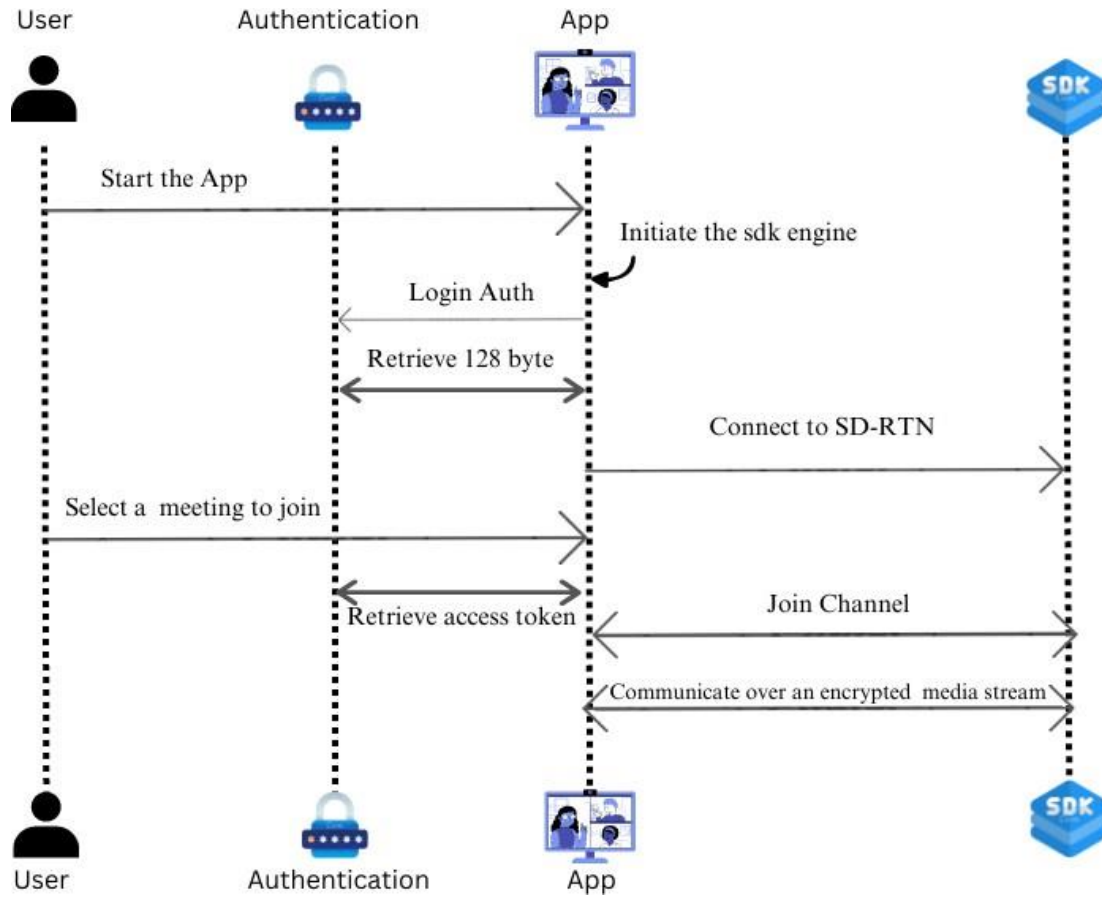 User
Authentication
App
SDK
Start the App
Initiate the sdk engine
Login Auth
Retrieve 128 byte
Connect to SD-RTN
Select a meeting to join
Retrieve access token
Join Channel
Communicate over an encrypted media stream
SDK
User
Authentication
App